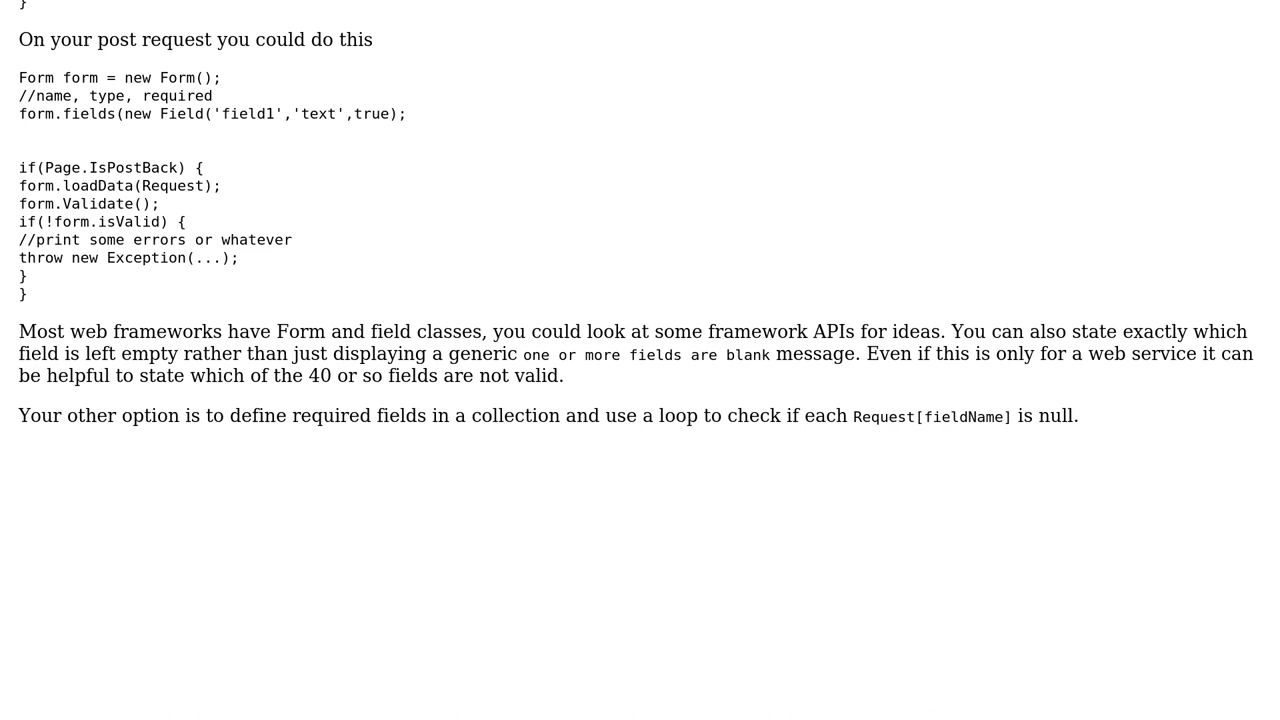 }
On your post request you could do this
Form form = new Form();
//name, type, required
form.fields(new Field('field1','text',true);
if(Page.IsPostBack) {
form.loadData(Request);
form.Validate();
if(!form.isValid) {
//print some errors or whatever
throw new Exception(...);
}
}
Most web frameworks have Form and field classes, you could look at some framework APIs for ideas. You can also state exactly which
field is left empty rather than just displaying a generic one or more fields are blank message. Even if this is only for a web service it can
be helpful to state which of the 40 or so fields are not valid.
Your other option is to define required fields in a collection and use a loop to check if each Request[fieldName] is null.